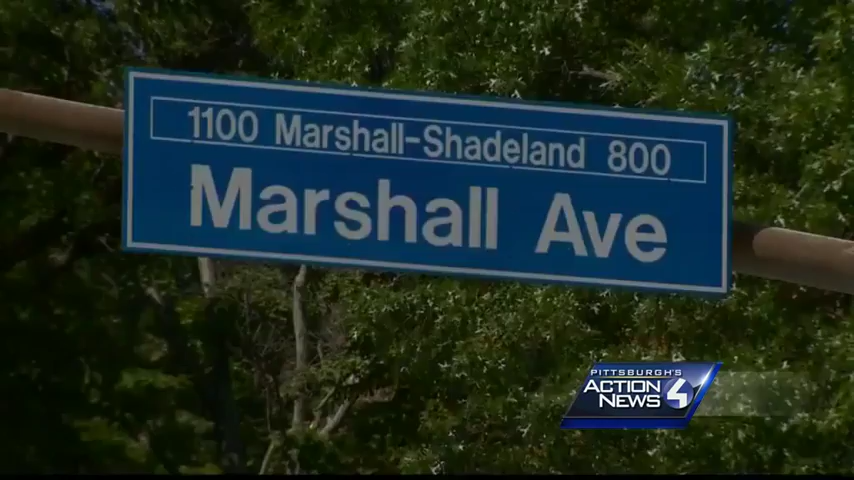 1100 Marshall-Shadeland 800
Marshall Ave
PITTSBURGH'S
ACTION
NEWS 4